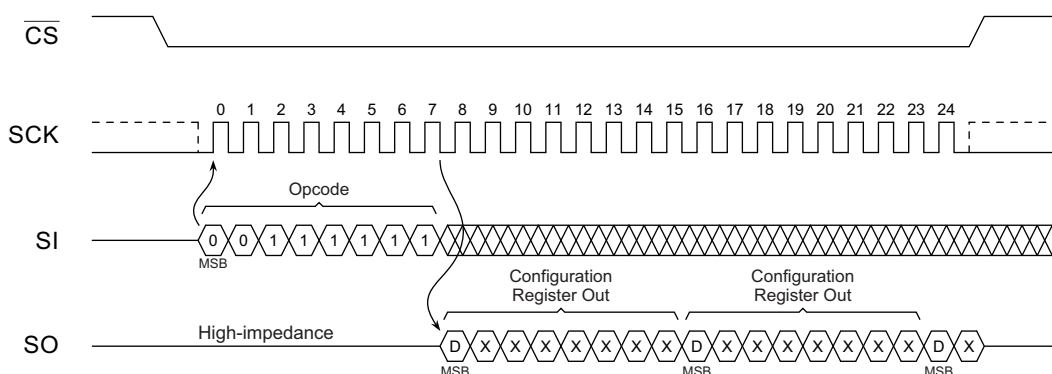 CS
0 1 2 3 4 5 6 7 8 9 10 11 12 13 14 15 16 17 18 19 20 21 22 23 24
SCK
Opcode
SI
0 0 1 1 1 1 1 1
MSB
Configuration
Register Out
Configuration
Register Out
High-impedance
SO
D X X X X X X X D X X X X X X X D X
MSB MSB MSB